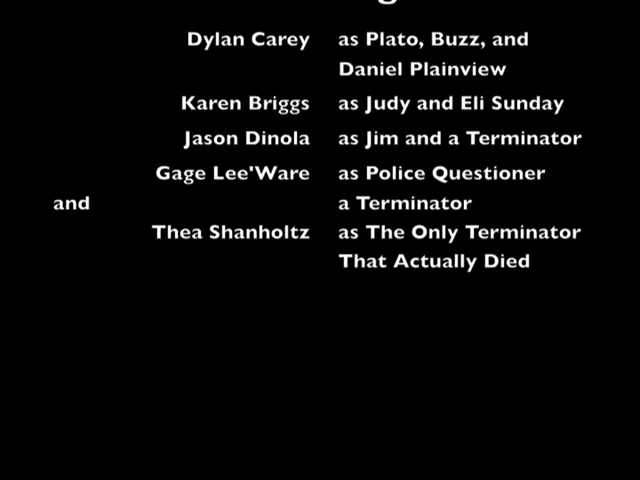 Dylan Carey as Plato, Buzz, and
Daniel Plainview
Karen Briggs as Judy and Eli Sunday
Jason Dinola as Jim and a Terminator
Gage Lee'Ware as Police Questioner
and a Terminator
Thea Shanholtz as The Only Terminator
That Actually Died